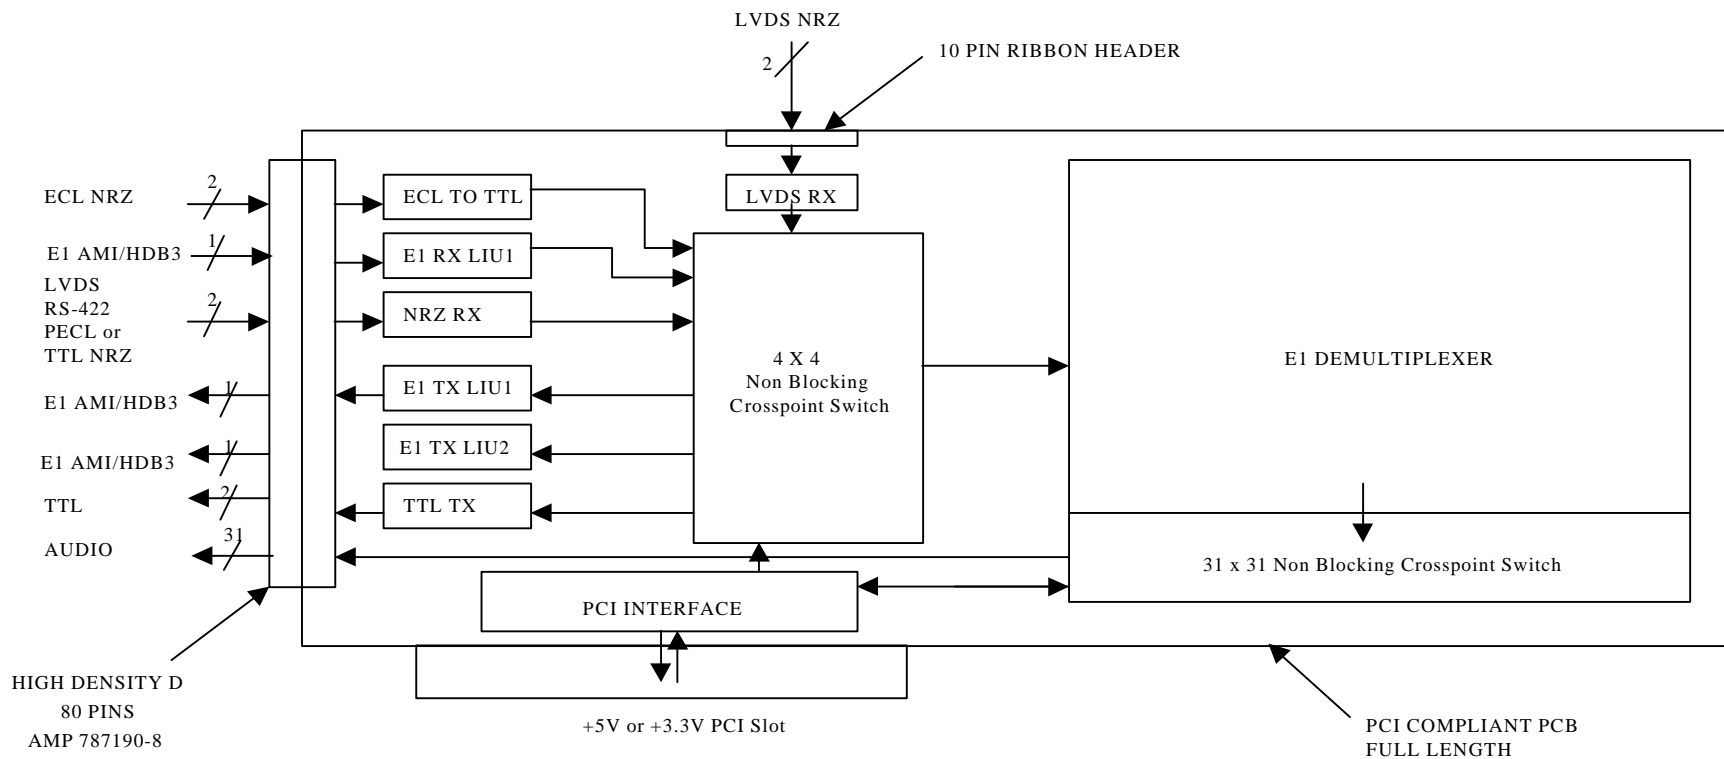 LVDS NRZ
2
10 PIN RIBBON HEADER
ECL NRZ
2
E1 AMI/HDB3
1
LVDS
RS-422
PECL or
TTL NRZ
2
E1 AMI/HDB3
1
E1 AMI/HDB3
1
TTL
2
AUDIO
31
ECL TO TTL
E1 RX LIU1
NRZ RX
E1 TX LIU1
E1 TX LIU2
TTL TX
LVDS RX
4 X 4
Non Blocking
Crosspoint Switch
E1 DEMULTIPLEXER
31 x 31 Non Blocking Crosspoint Switch
PCI INTERFACE
HIGH DENSITY D
80 PINS
AMP 787190-8
+5V or +3.3V PCI Slot
PCI COMPLIANT PCB
FULL LENGTH